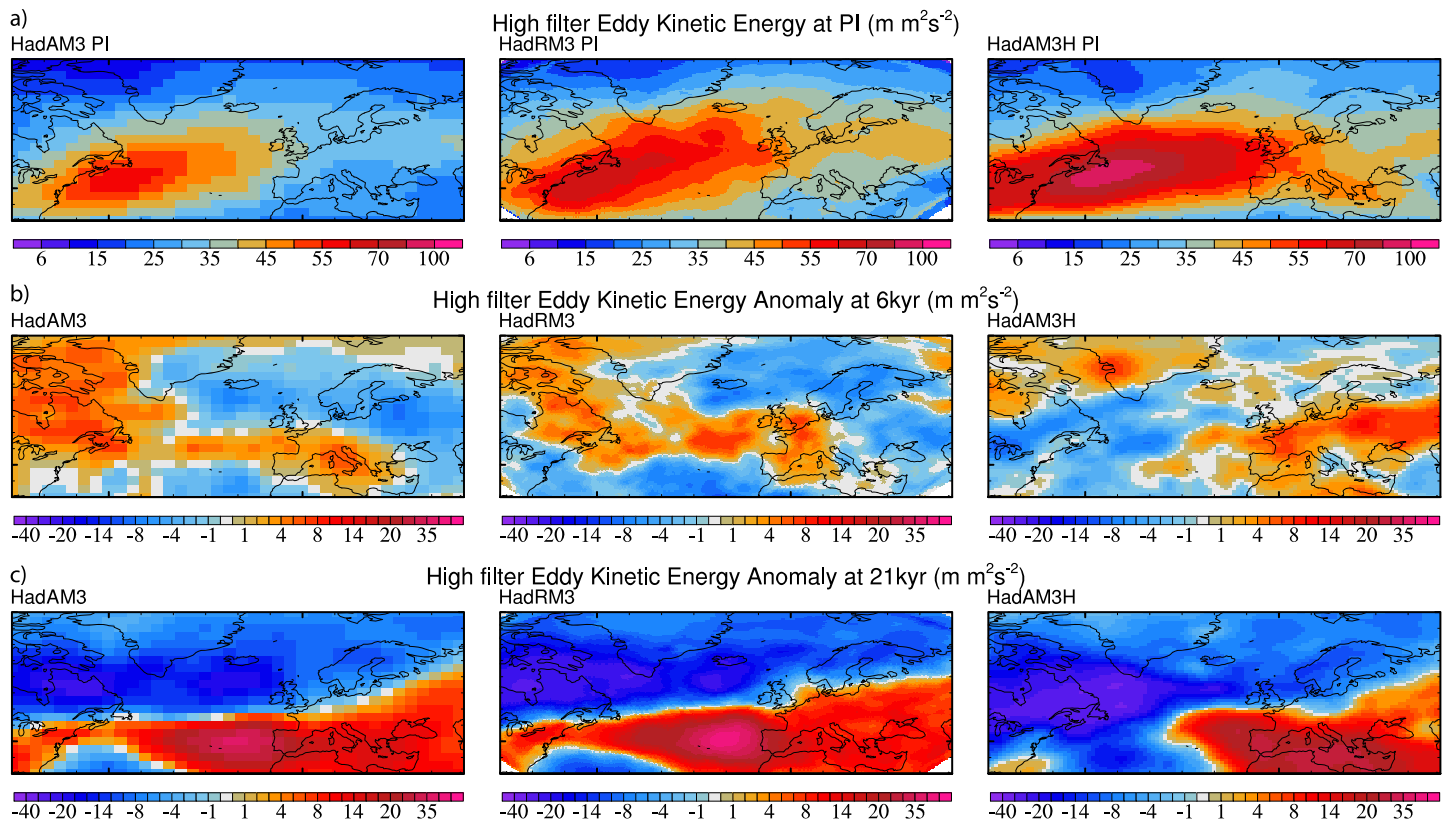 a)
High filter Eddy Kinetic Energy at PI (m m²s⁻²)
HadAM3 PI
HadRM3 PI
HadAM3H PI
6 15 25 35 45 55 70 100
6 15 25 35 45 55 70 100
6 15 25 35 45 55 70 100
b)
High filter Eddy Kinetic Energy Anomaly at 6kyr (m m²s⁻²)
HadAM3
HadRM3
HadAM3H
-40 -20 -14 -8 -4 -1 1 4 8 14 20 35
-40 -20 -14 -8 -4 -1 1 4 8 14 20 35
-40 -20 -14 -8 -4 -1 1 4 8 14 20 35
c)
High filter Eddy Kinetic Energy Anomaly at 21kyr (m m²s⁻²)
HadAM3
HadRM3
HadAM3H
-40 -20 -14 -8 -4 -1 1 4 8 14 20 35
-40 -20 -14 -8 -4 -1 1 4 8 14 20 35
-40 -20 -14 -8 -4 -1 1 4 8 14 20 35